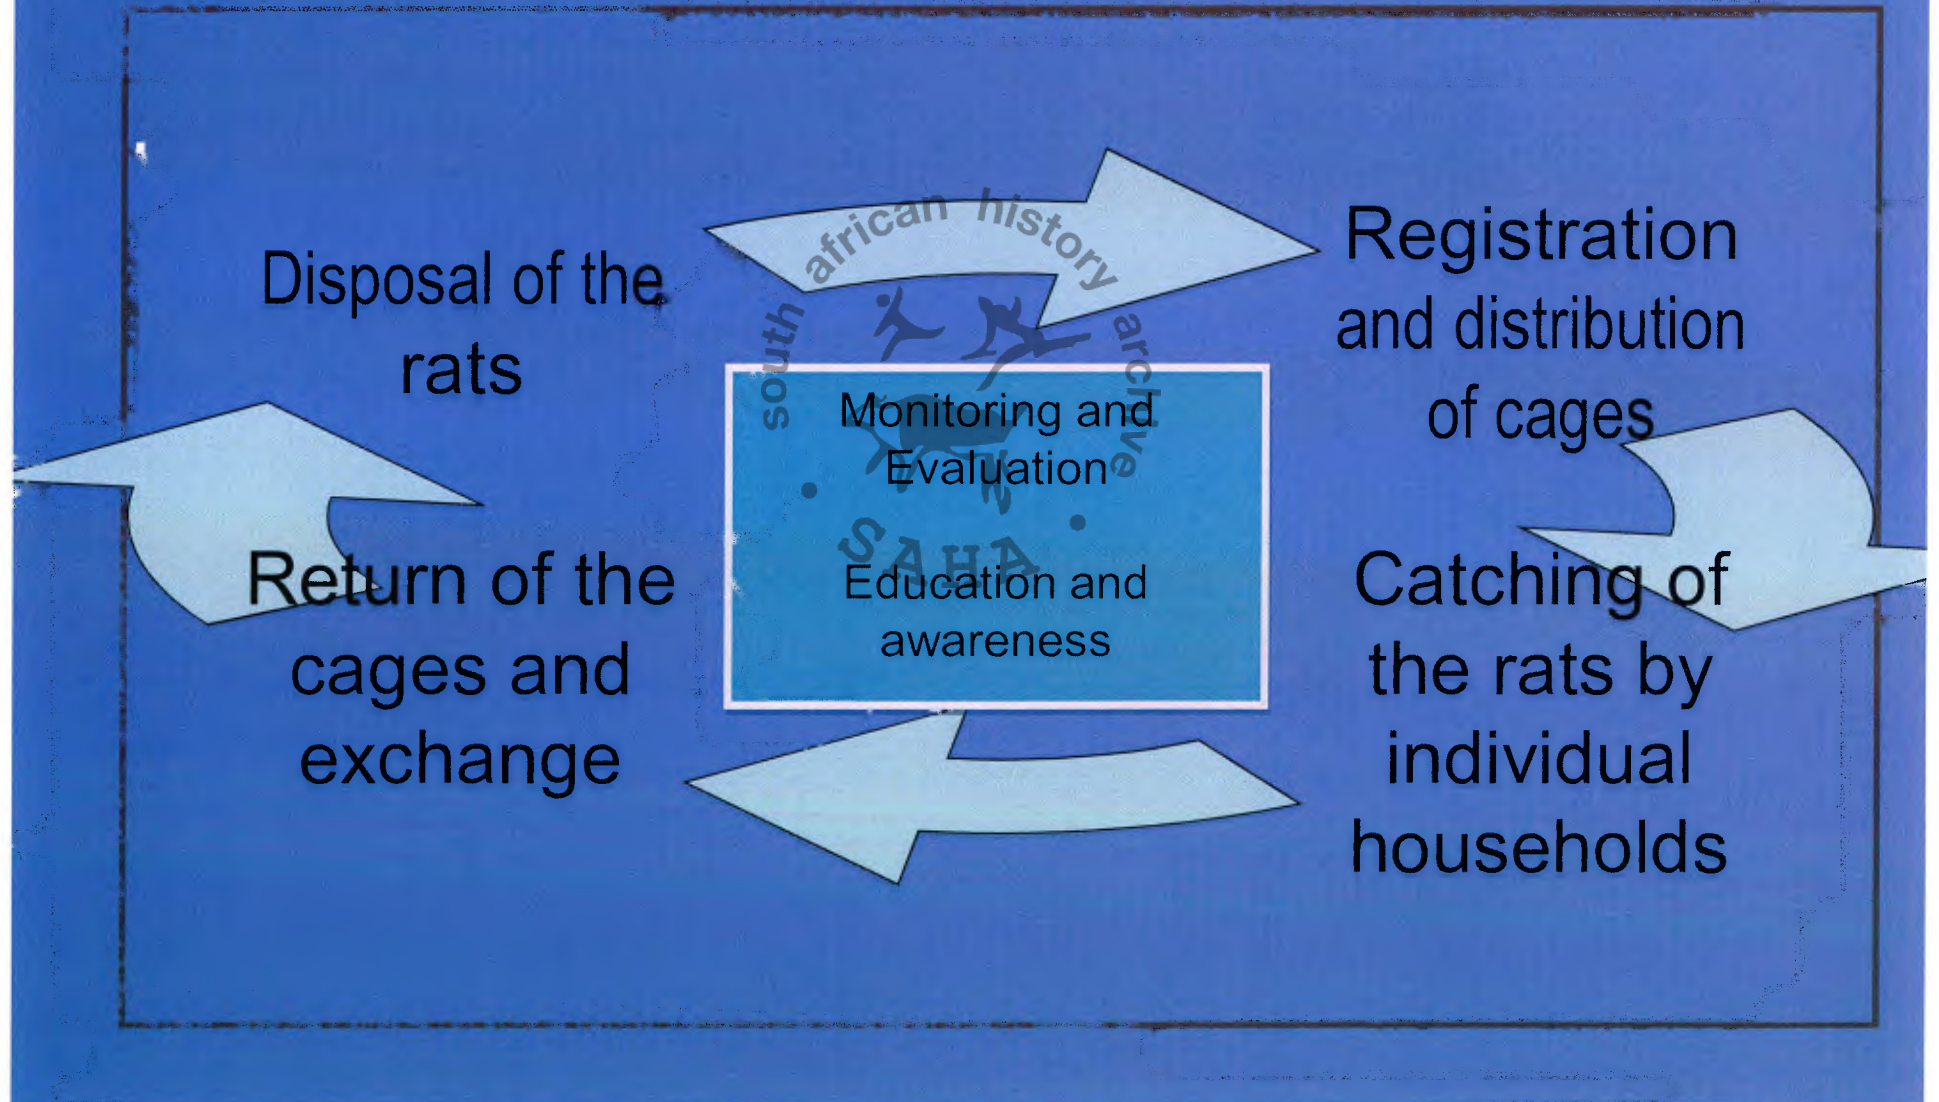 Disposal of the
rats
Registration
and distribution
of cages
Monitoring and
Evaluation
Education and
awareness
Return of the
cages and
exchange
Catching of
the rats by
individual
households
south african history archive
SAHA